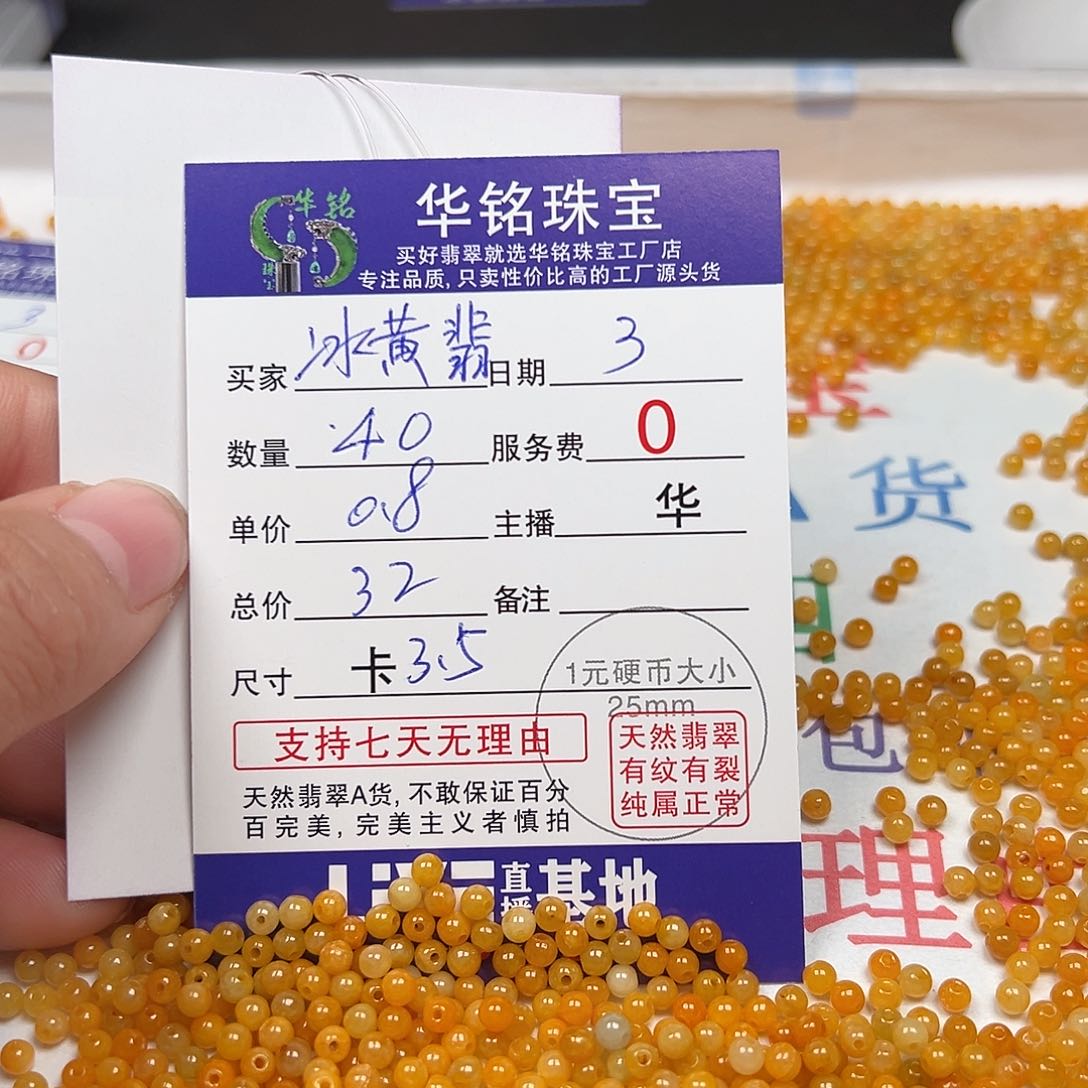 华铭
珠宝
华铭珠宝
买好翡翠就选华铭珠宝工厂店
专注品质,只卖性价比高的工厂源头货
买家 冰黄翡 日期 3
数量 40 服务费 0
单价 0.8 主播 华
总价 32 备注
尺寸 卡3.5
1元硬币大小
25mm
支持七天无理由
天然翡翠
有纹有裂
纯属正常
天然翡翠A货,不敢保证百分
百完美,完美主义者慎拍
直播基地
货
包
理